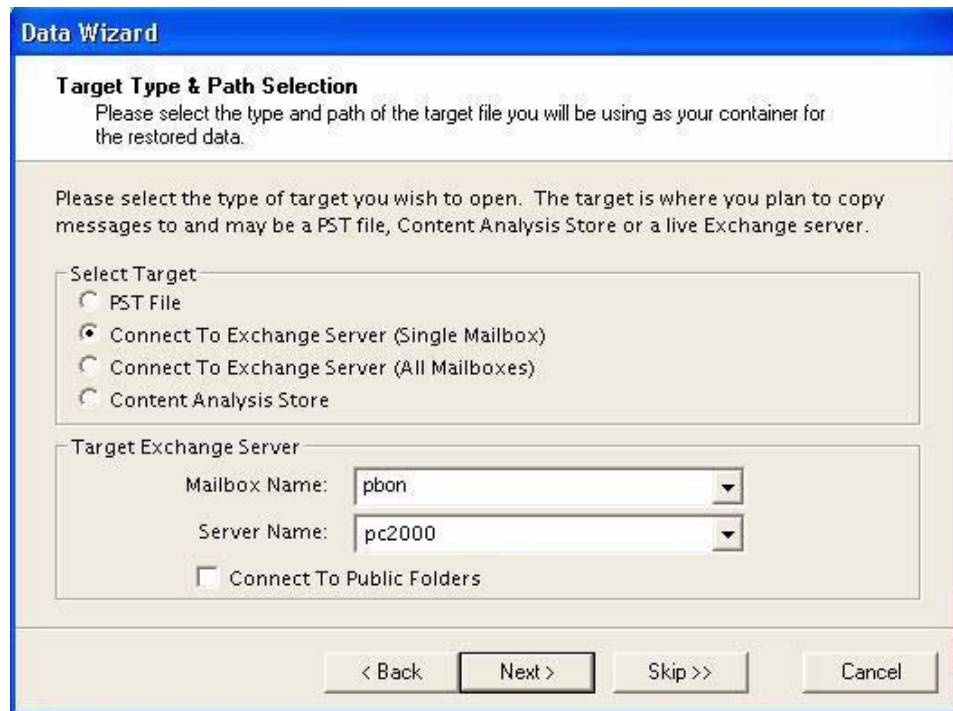 Data Wizard
Target Type & Path Selection
Please select the type and path of the target file you will be using as your container for
the restored data.
Please select the type of target you wish to open. The target is where you plan to copy
messages to and may be a PST file, Content Analysis Store or a live Exchange server.
Select Target
PST File
Connect To Exchange Server (Single Mailbox)
Connect To Exchange Server (All Mailboxes)
Content Analysis Store
Target Exchange Server
Mailbox Name: pbon
Server Name: pc2000
Connect To Public Folders
< Back Next > Skip >> Cancel